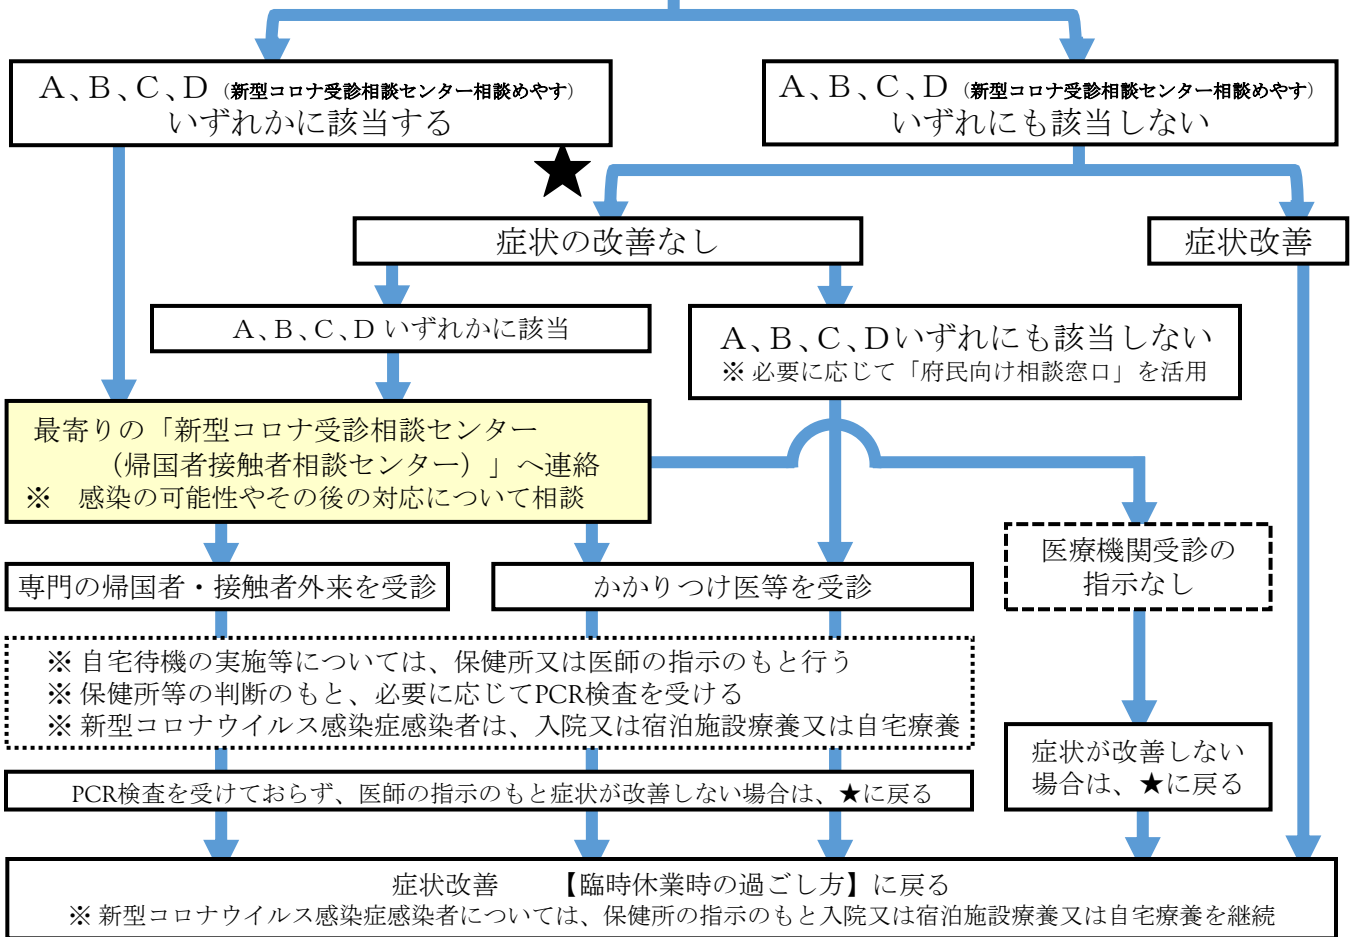 A、B、C、D（新型コロナ受診相談センター相談めやす）
いずれかに該当する
A、B、C、D（新型コロナ受診相談センター相談めやす）
いずれにも該当しない
★
症状の改善なし
症状改善
A、B、C、D いずれかに該当
A、B、C、Dいずれにも該当しない
※ 必要に応じて「府民向け相談窓口」を活用
最寄りの「新型コロナ受診相談センター
（帰国者接触者相談センター）」へ連絡
※　感染の可能性やその後の対応について相談
医療機関受診の
指示なし
専門の帰国者・接触者外来を受診
かかりつけ医等を受診
※ 自宅待機の実施等については、保健所又は医師の指示のもと行う
※ 保健所等の判断のもと、必要に応じてPCR検査を受ける
※ 新型コロナウイルス感染症感染者は、入院又は宿泊施設療養又は自宅療養
症状が改善しない
場合は、★に戻る
PCR検査を受けておらず、医師の指示のもと症状が改善しない場合は、★に戻る
症状改善　【臨時休業時の過ごし方】に戻る
※ 新型コロナウイルス感染症感染者については、保健所の指示のもと入院又は宿泊施設療養又は自宅療養を継続